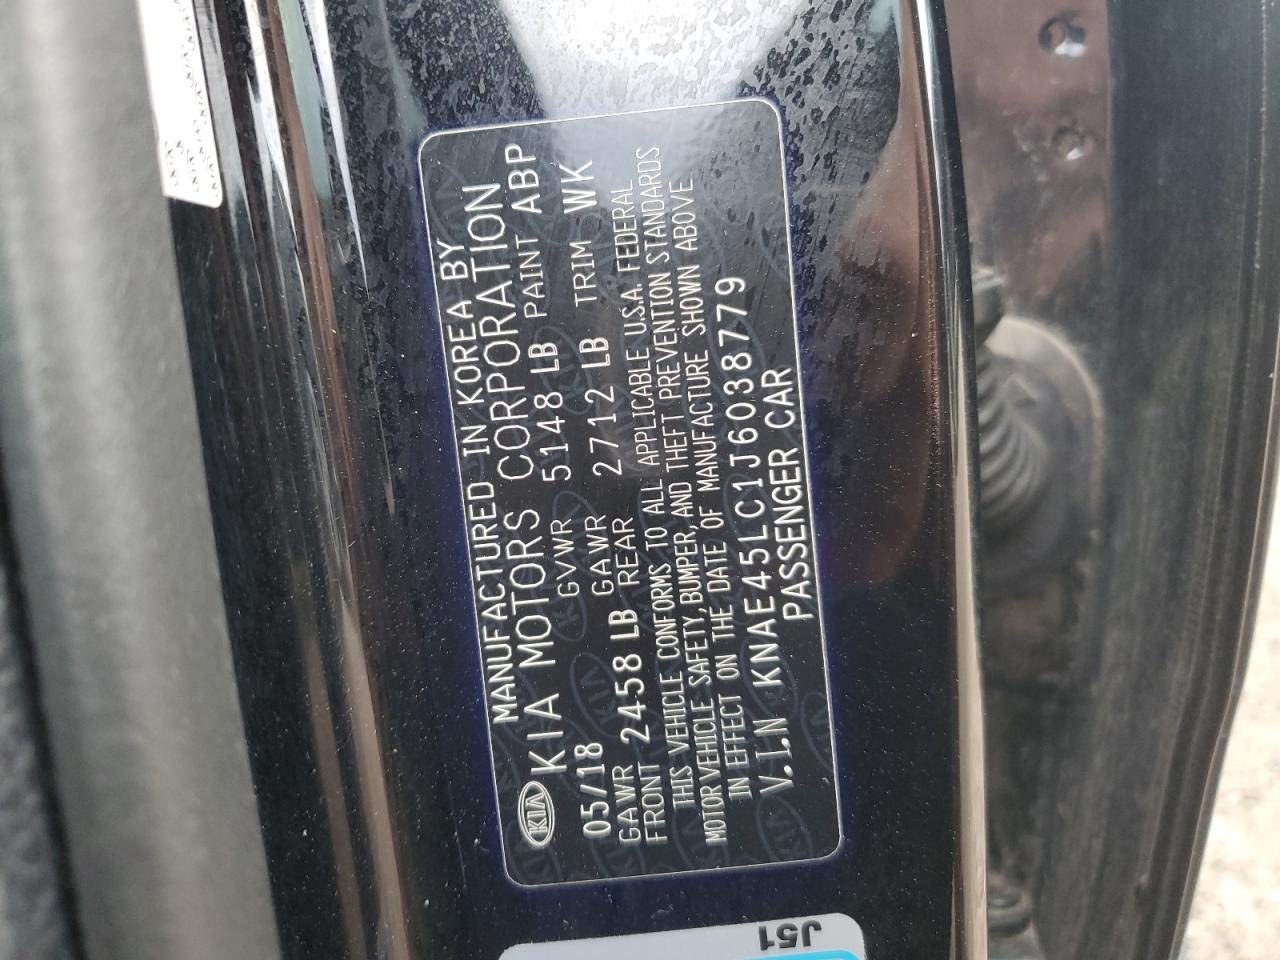 MANUFACTURED IN KOREA BY
KIA KIA MOTORS CORPORATION
05/18 GVWR 5148 LB PAINT ABP
GAWR FRONT 2458 LB GAWR REAR 2712 LB TRIM WK
THIS VEHICLE CONFORMS TO ALL APPLICABLE U.S.A. FEDERAL
MOTOR VEHICLE SAFETY, BUMPER, AND THEFT PREVENTION STANDARDS
IN EFFECT ON THE DATE OF MANUFACTURE SHOWN ABOVE
V.I.N KNAE45LC1J6038779
PASSENGER CAR
J51